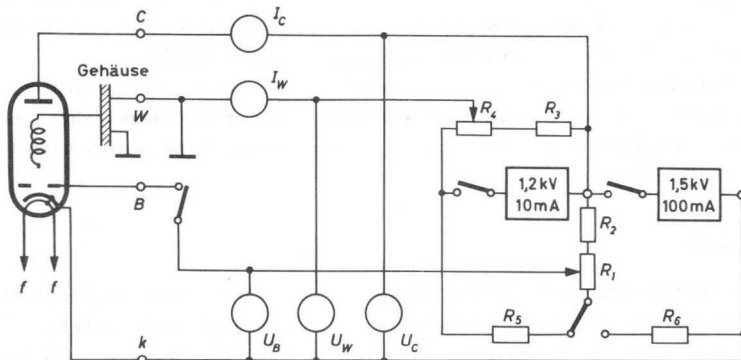 C
I_C
Gehäuse
W
I_W
R_4
R_3
B
1,2 kV
10 mA
1,5 kV
100 mA
R_2
R_1
f
f
U_B
U_W
U_C
R_5
R_6
k